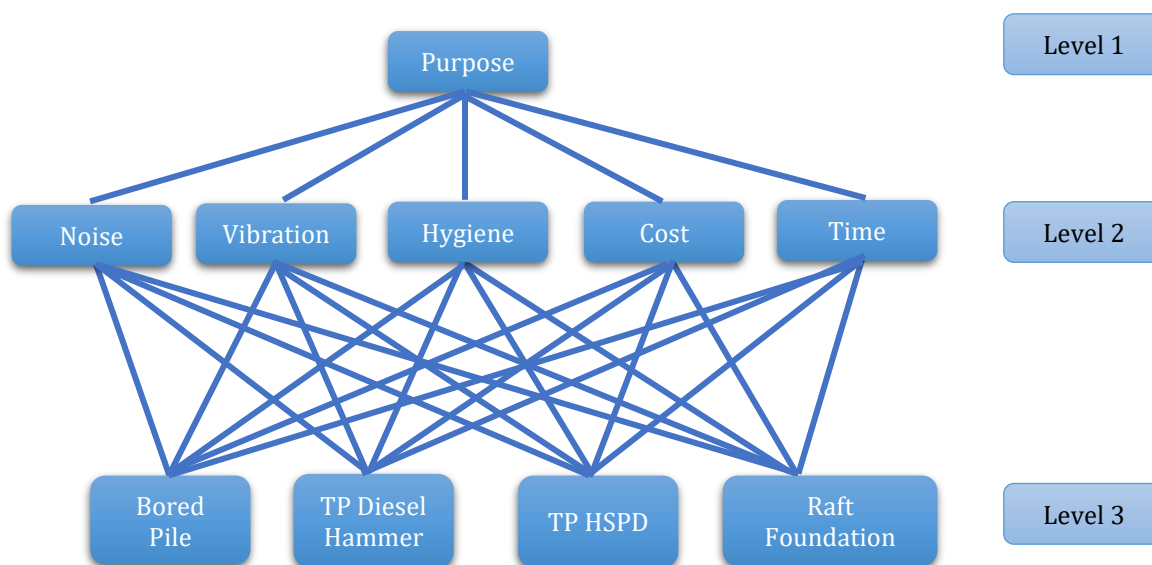 Purpose
Level 1
Noise
Vibration
Hygiene
Cost
Time
Level 2
Bored
Pile
TP Diesel
Hammer
TP HSPD
Raft
Foundation
Level 3